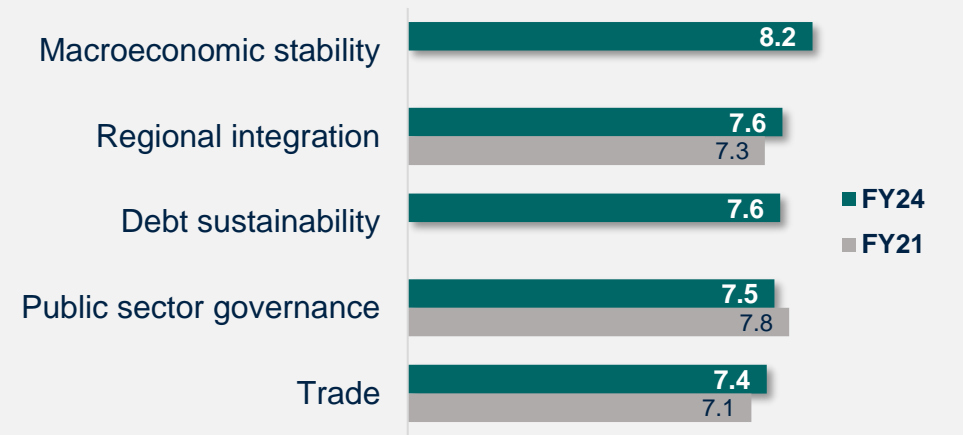 Macroeconomic stability 8.2
Regional integration 7.6
7.3
Debt sustainability 7.6
FY24
FY21
Public sector governance 7.5
7.8
Trade 7.4
7.1